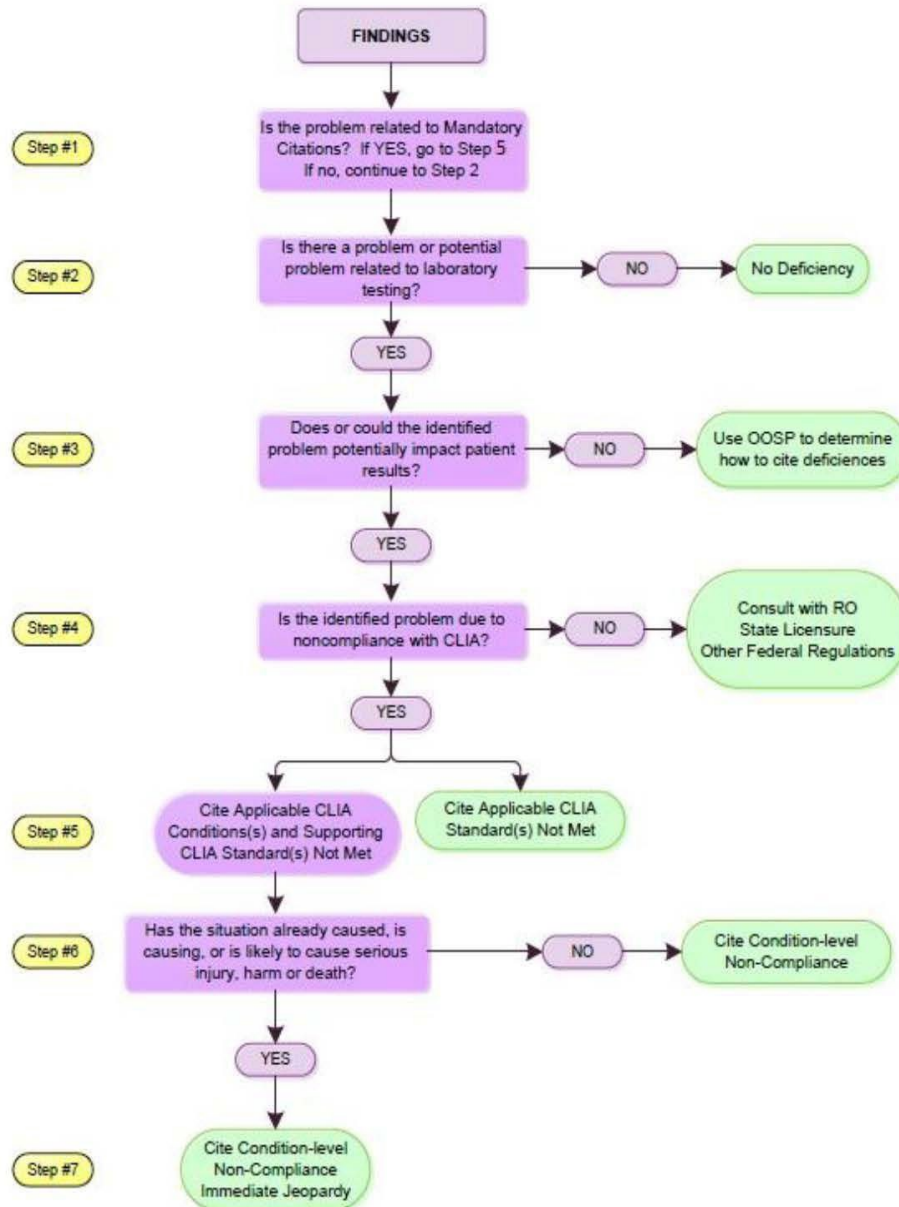 FINDINGS
Step #1
Is the problem related to Mandatory
Citations? If YES, go to Step 5
If no, continue to Step 2
Step #2
Is there a problem or potential
problem related to laboratory
testing?
NO
No Deficiency
YES
Step #3
Does or could the identified
problem potentially impact patient
results?
NO
Use OOSP to determine
how to cite deficiences
YES
Step #4
Is the identified problem due to
noncompliance with CLIA?
NO
Consult with RO
State Licensure
Other Federal Regulations
YES
Step #5
Cite Applicable CLIA
Conditions(s) and Supporting
CLIA Standard(s) Not Met
Cite Applicable CLIA
Standard(s) Not Met
Step #6
Has the situation already caused, is
causing, or is likely to cause serious
injury, harm or death?
NO
Cite Condition-level
Non-Compliance
YES
Step #7
Cite Condition-level
Non-Compliance
Immediate Jeopardy